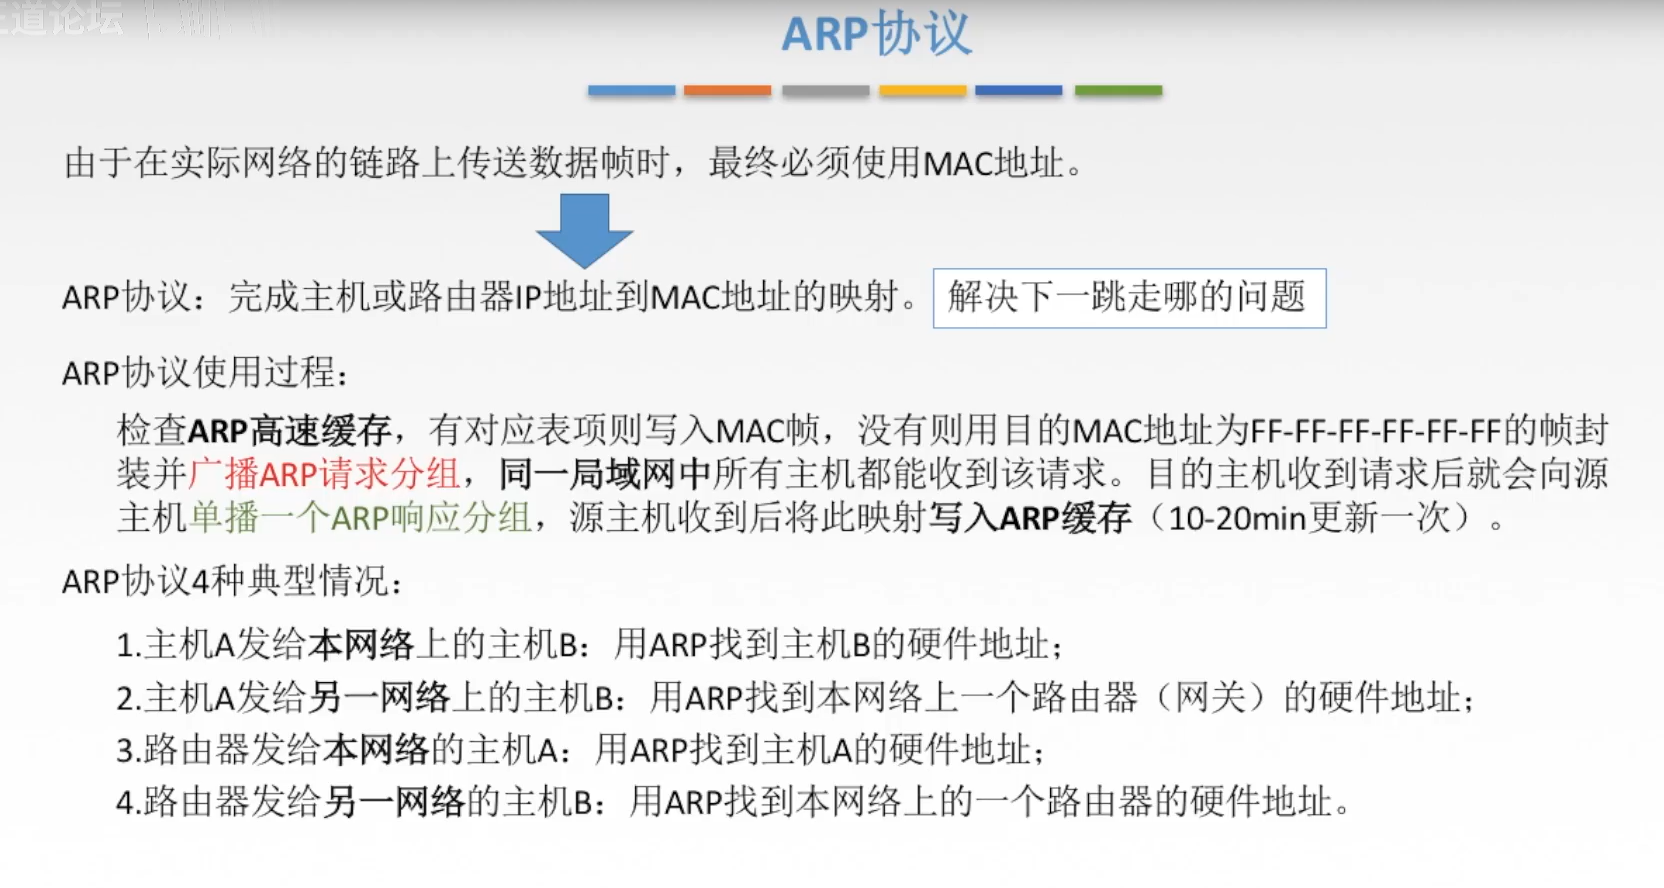 王道论坛
ARP协议
由于在实际网络的链路上传送数据帧时，最终必须使用MAC地址。
ARP协议：完成主机或路由器IP地址到MAC地址的映射。 解决下一跳走哪的问题
ARP协议使用过程：
检查ARP高速缓存，有对应表项则写入MAC帧，没有则用目的MAC地址为FF-FF-FF-FF-FF-FF的帧封
装并广播ARP请求分组，同一局域网中所有主机都能收到该请求。目的主机收到请求后就会向源
主机单播一个ARP响应分组，源主机收到后将此映射写入ARP缓存（10-20min更新一次）。
ARP协议4种典型情况：
1.主机A发给本网络上的主机B：用ARP找到主机B的硬件地址；
2.主机A发给另一网络上的主机B：用ARP找到本网络上一个路由器（网关）的硬件地址；
3.路由器发给本网络的主机A：用ARP找到主机A的硬件地址；
4.路由器发给另一网络的主机B：用ARP找到本网络上的一个路由器的硬件地址。